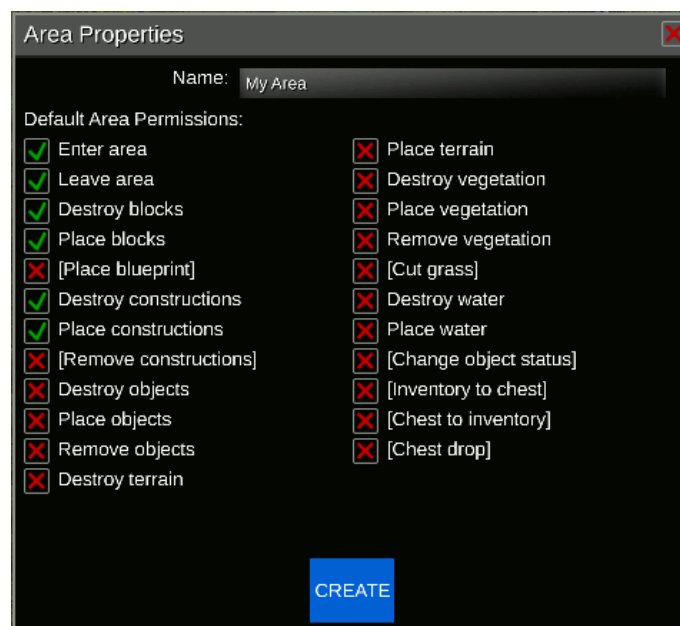 Area Properties
Name: My Area
Default Area Permissions:
Enter area
Leave area
Destroy blocks
Place blocks
[Place blueprint]
Destroy constructions
Place constructions
[Remove constructions]
Destroy objects
Place objects
Remove objects
Destroy terrain
Place terrain
Destroy vegetation
Place vegetation
Remove vegetation
[Cut grass]
Destroy water
Place water
[Change object status]
[Inventory to chest]
[Chest to inventory]
[Chest drop]
CREATE